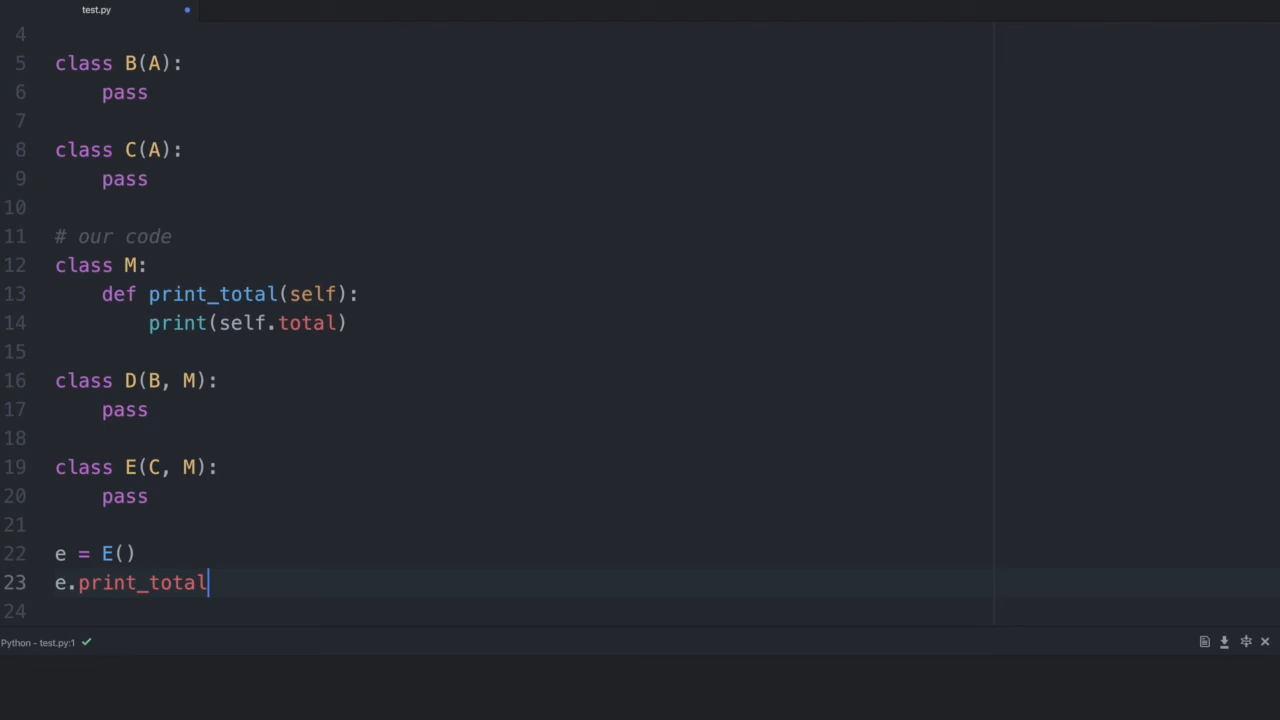 test.py
4
5 class B(A):
6     pass
7
8 class C(A):
9     pass
10
11 # our code
12 class M:
13     def print_total(self):
14         print(self.total)
15
16 class D(B, M):
17     pass
18
19 class E(C, M):
20     pass
21
22 e = E()
23 e.print_total
24
Python - test.py:1